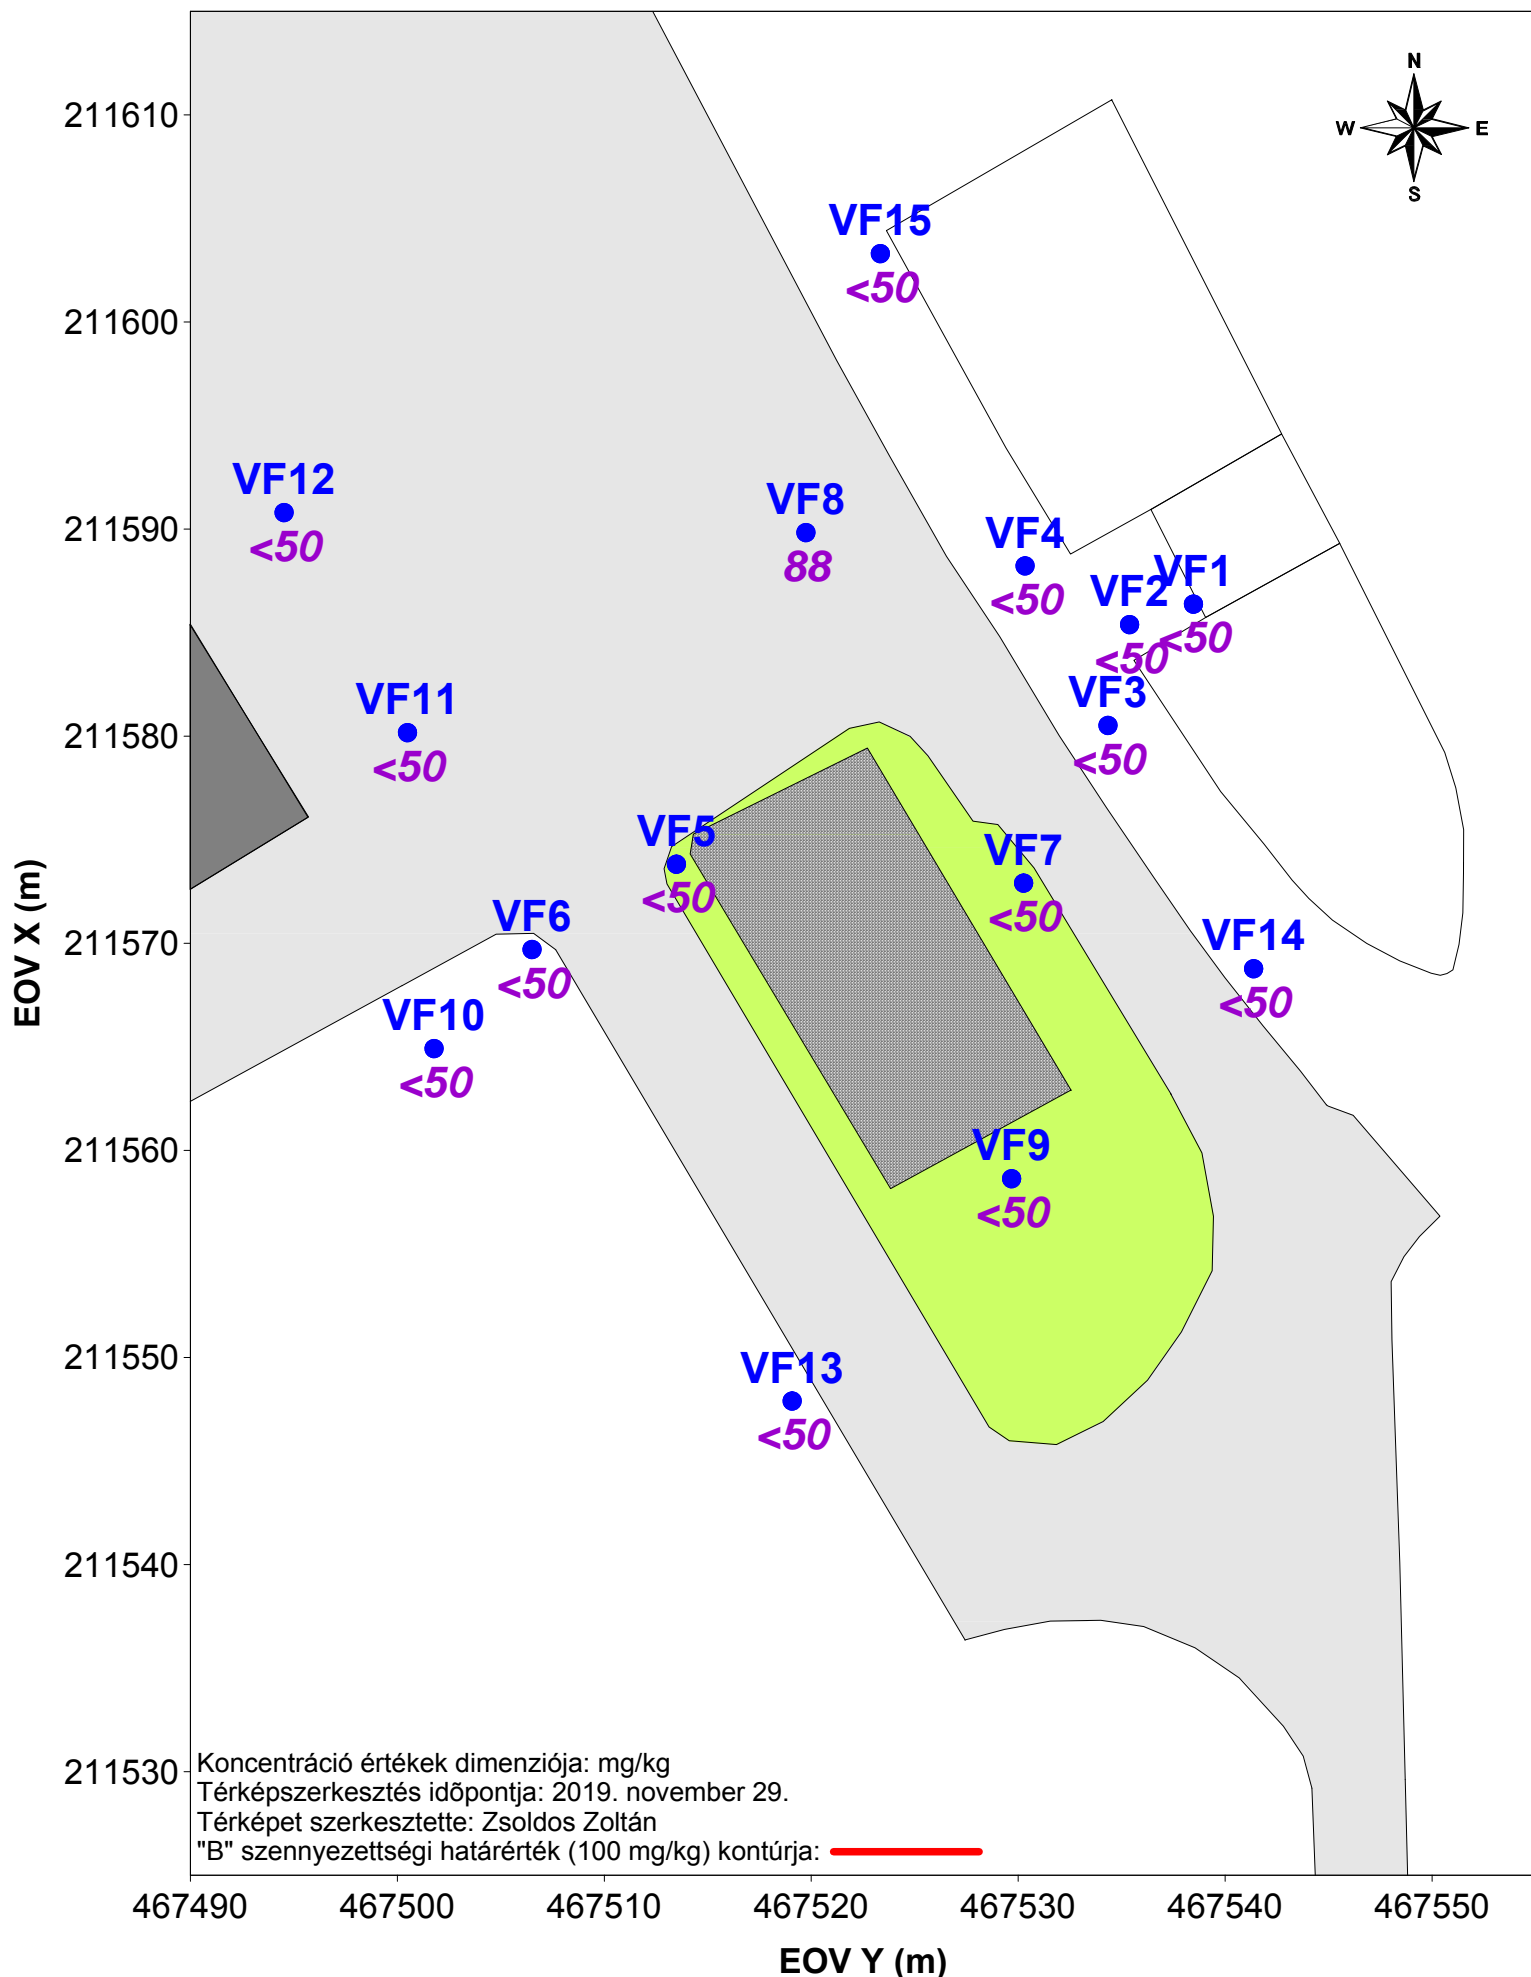 N
W
E
S
211610
211600
211590
211580
211570
211560
211550
211540
211530
EOV X (m)
VF15
<50
VF12
<50
VF8
88
VF4
<50
VF1
<50
VF2
<50
VF3
<50
VF11
<50
VF5
<50
VF7
<50
VF6
<50
VF14
<50
VF10
<50
VF9
<50
VF13
<50
Koncentráció értékek dimenziója: mg/kg
Térképszerkesztés idõpontja: 2019. november 29.
Térképet szerkesztette: Zsoldos Zoltán
"B" szennyezettségi határérték (100 mg/kg) kontúrja:
467490
467500
467510
467520
467530
467540
467550
EOV Y (m)